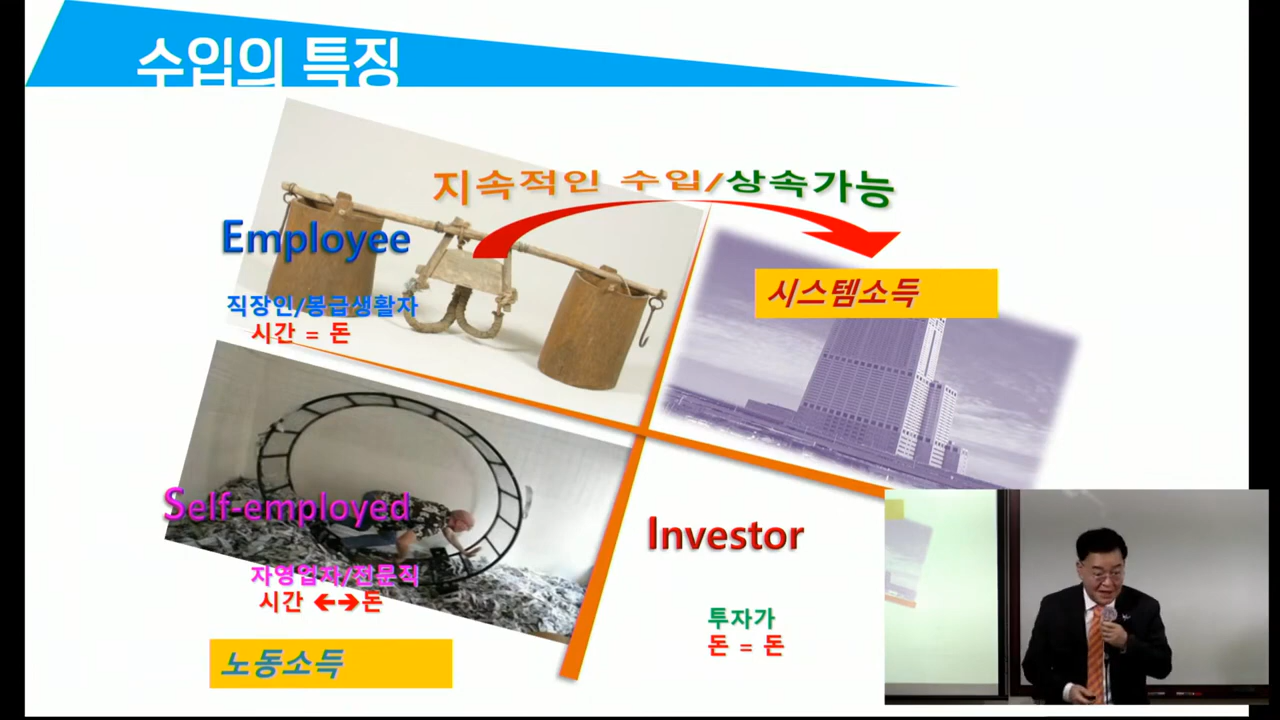 수입의 특징
지속적인 수입/상속가능
Employee
직장인/봉급생활자
시간 = 돈
시스템소득
Self-employed
자영업자/전문직
시간 ↔돈
노동소득
Investor
투자가
돈 = 돈